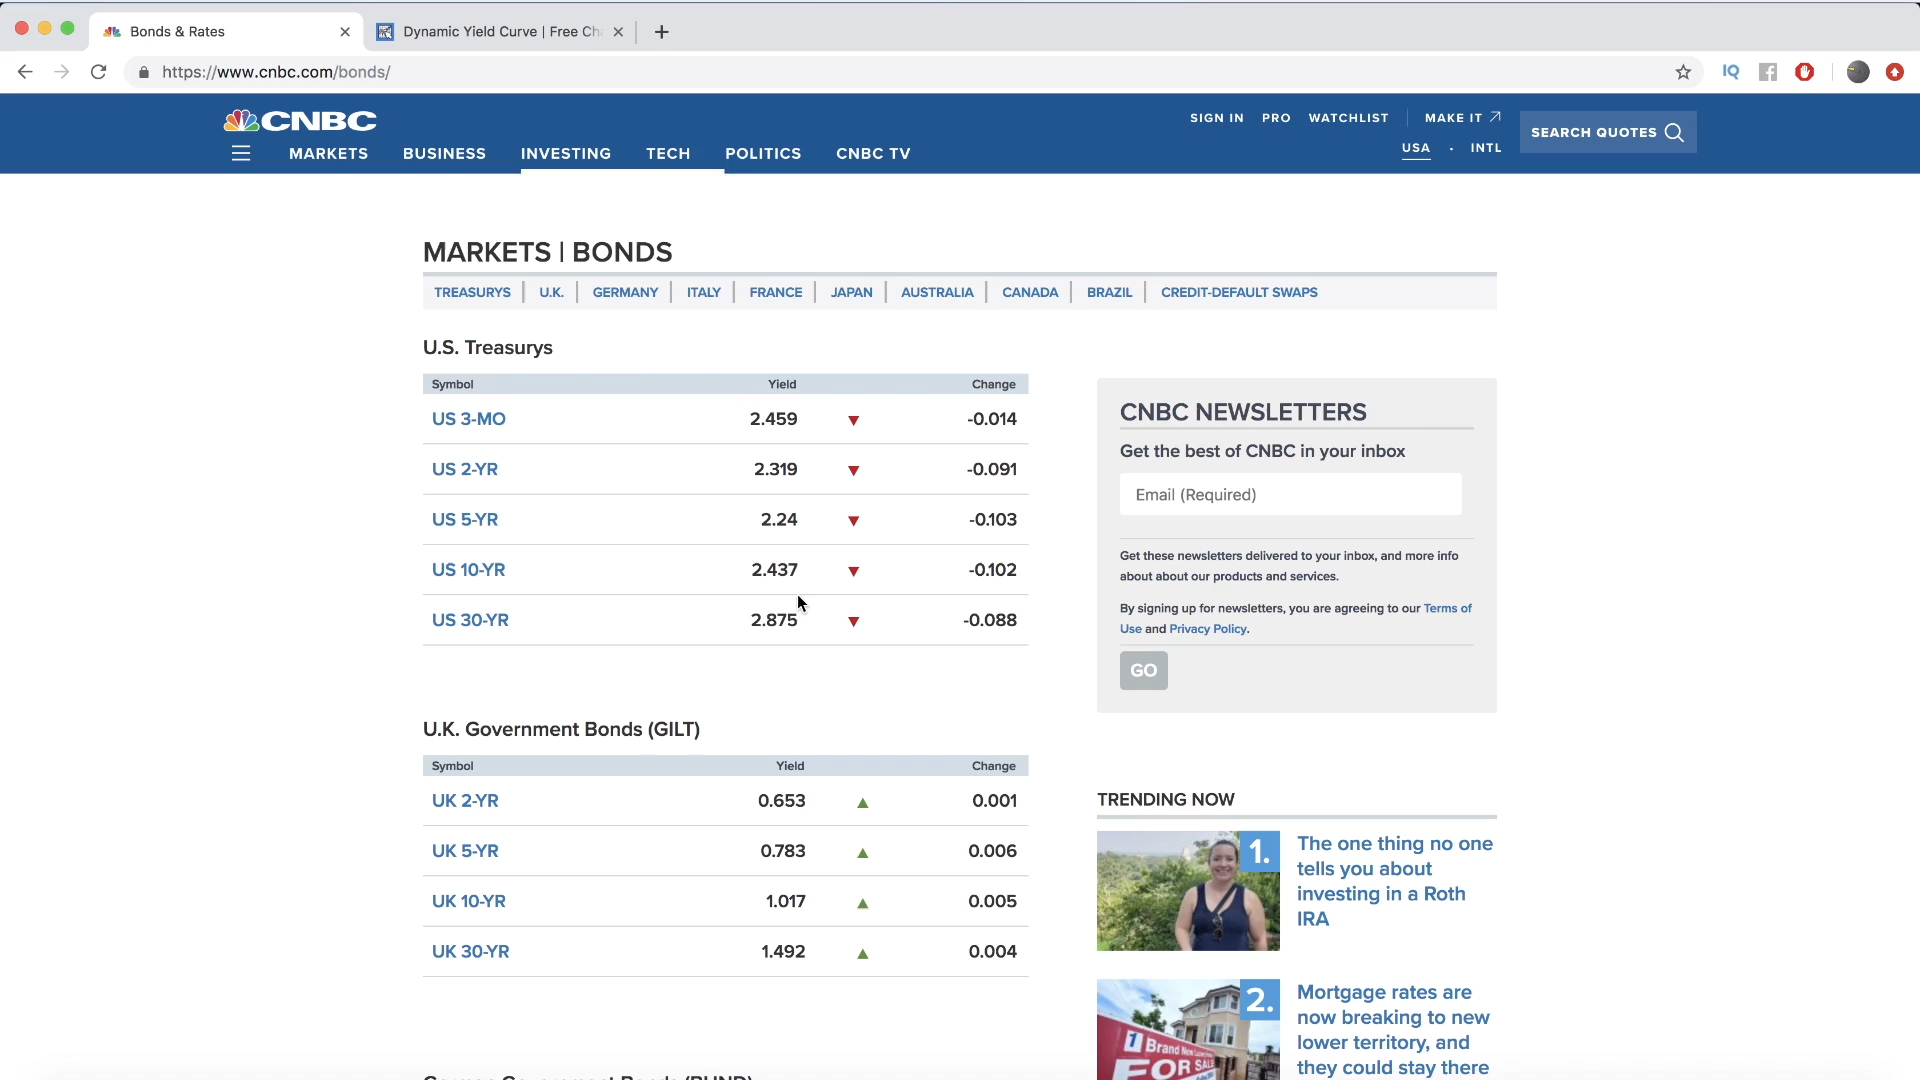 Bonds & Rates
Dynamic Yield Curve | Free Ch
https://www.cnbc.com/bonds/
IQ
CNBC
SIGN IN PRO WATCHLIST MAKE IT
USA · INTL
SEARCH QUOTES
MARKETS BUSINESS INVESTING TECH POLITICS CNBC TV
MARKETS | BONDS
TREASURYS U.K. GERMANY ITALY FRANCE JAPAN AUSTRALIA CANADA BRAZIL CREDIT-DEFAULT SWAPS
U.S. Treasurys
Symbol Yield Change
US 3-MO 2.459 ▼ -0.014
US 2-YR 2.319 ▼ -0.091
US 5-YR 2.24 ▼ -0.103
US 10-YR 2.437 ▼ -0.102
US 30-YR 2.875 ▼ -0.088
U.K. Government Bonds (GILT)
Symbol Yield Change
UK 2-YR 0.653 ▲ 0.001
UK 5-YR 0.783 ▲ 0.006
UK 10-YR 1.017 ▲ 0.005
UK 30-YR 1.492 ▲ 0.004
German Government Bonds (BUND)
CNBC NEWSLETTERS
Get the best of CNBC in your inbox
Email (Required)
Get these newsletters delivered to your inbox, and more info
about about our products and services.
By signing up for newsletters, you are agreeing to our Terms of
Use and Privacy Policy.
GO
TRENDING NOW
1.
The one thing no one
tells you about
investing in a Roth
IRA
2.
Mortgage rates are
now breaking to new
lower territory, and
they could stay there
1 Brand New
FOR SA